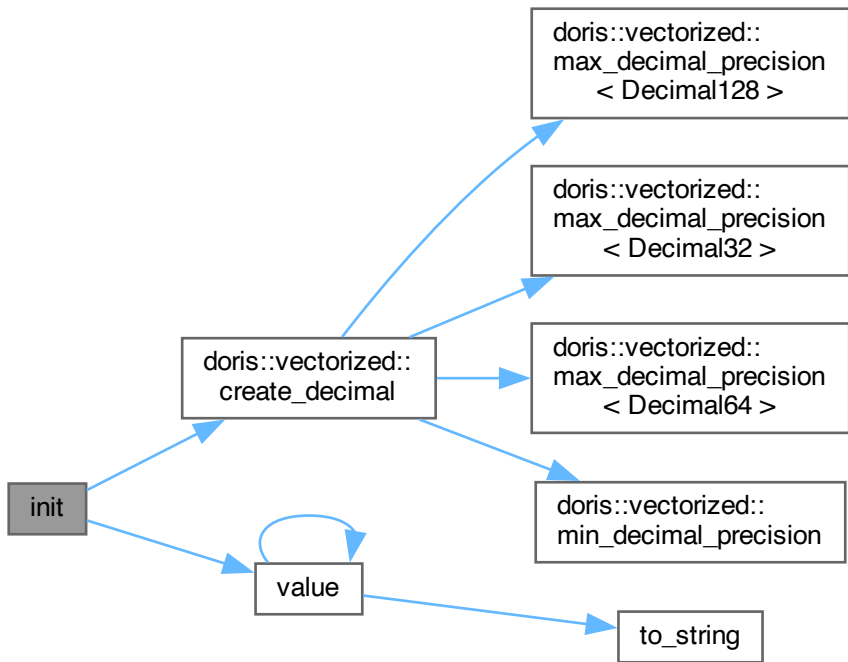 doris::vectorized::
max_decimal_precision
< Decimal128 >
doris::vectorized::
max_decimal_precision
< Decimal32 >
doris::vectorized::
create_decimal
doris::vectorized::
max_decimal_precision
< Decimal64 >
init
doris::vectorized::
min_decimal_precision
value
to_string